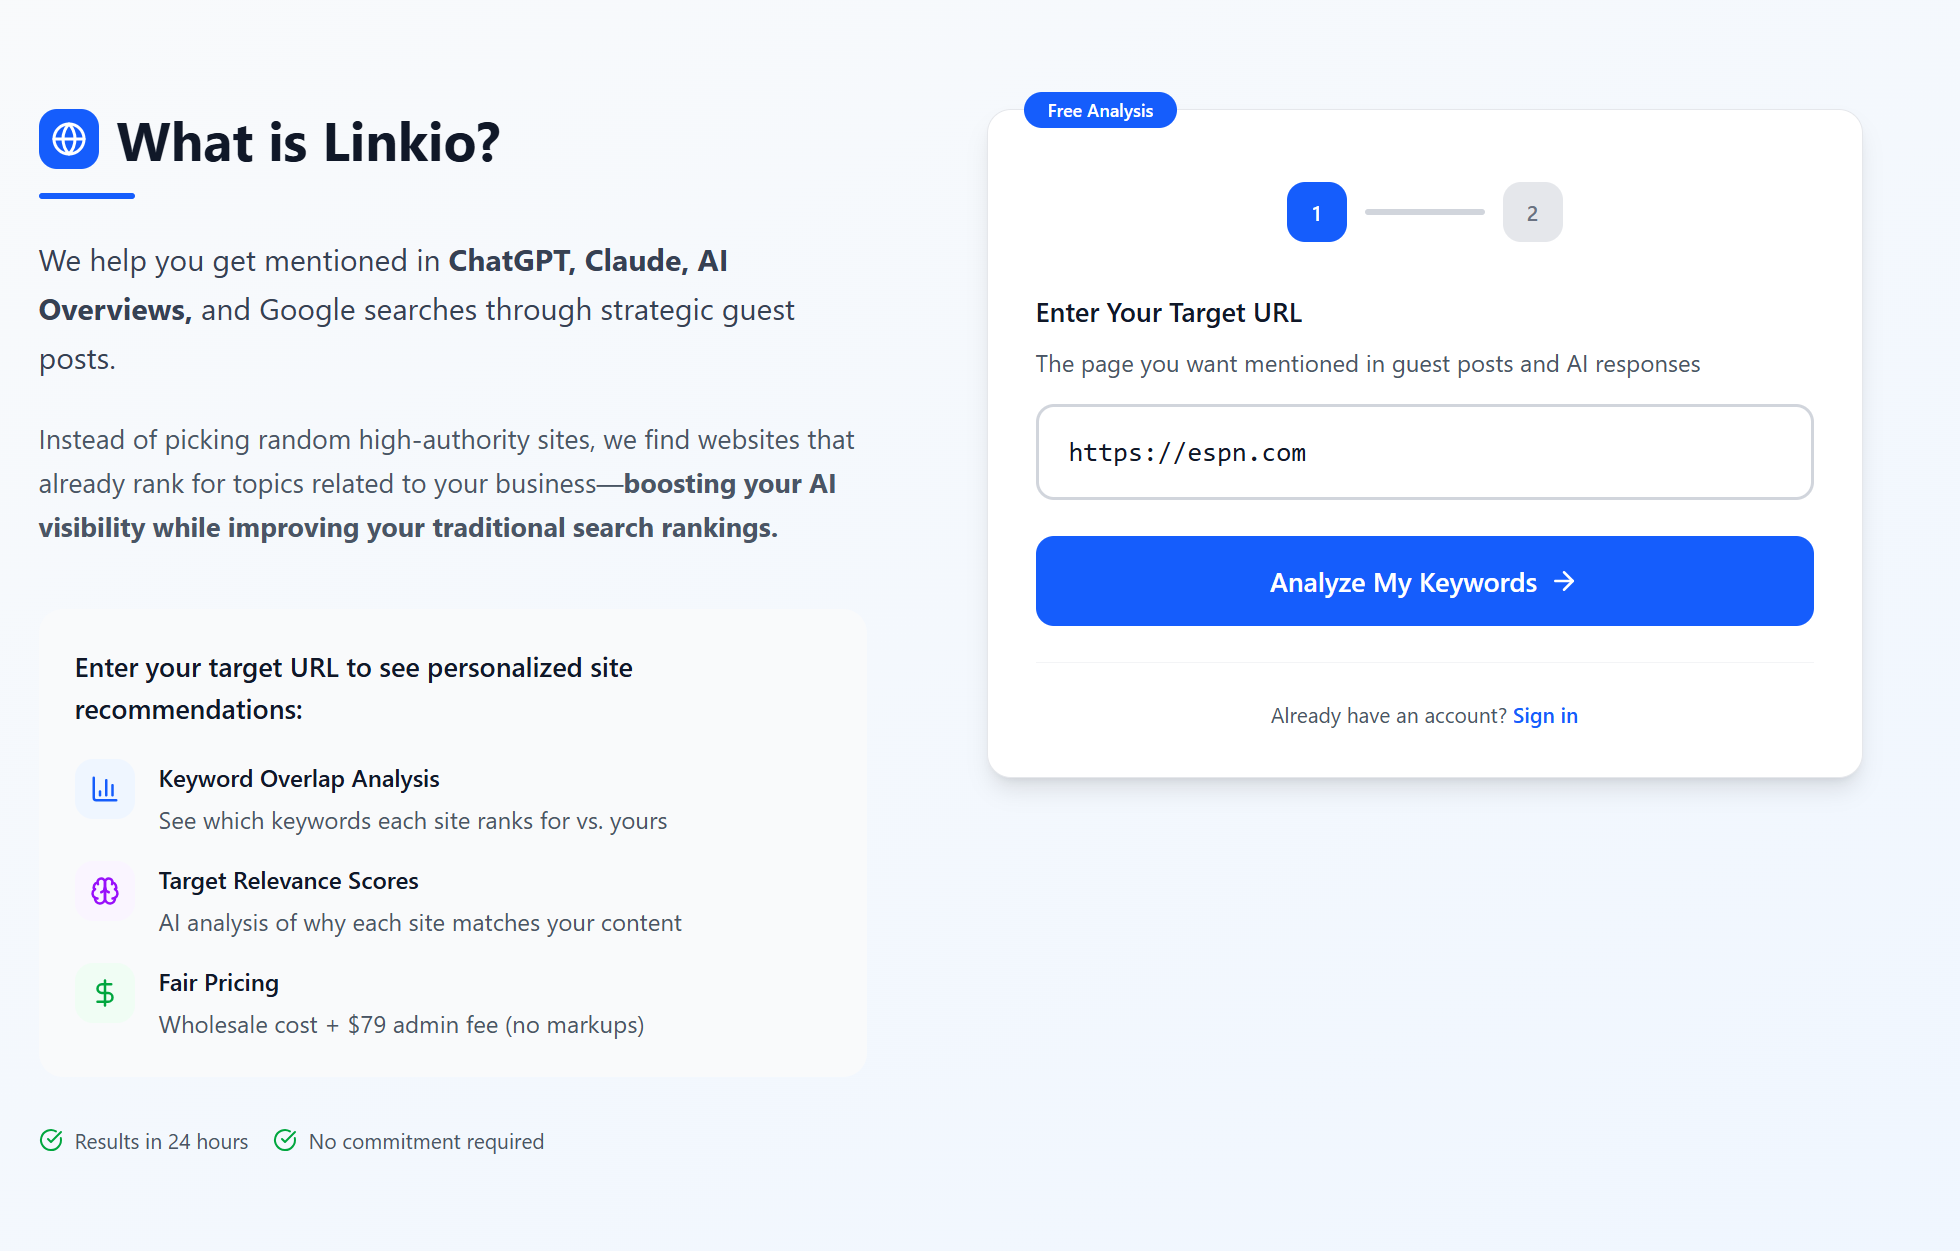 What is Linkio?
We help you get mentioned in ChatGPT, Claude, AI
Overviews, and Google searches through strategic guest
posts.
Instead of picking random high-authority sites, we find websites that
already rank for topics related to your business—boosting your AI
visibility while improving your traditional search rankings.
Enter your target URL to see personalized site
recommendations:
Keyword Overlap Analysis
See which keywords each site ranks for vs. yours
Target Relevance Scores
AI analysis of why each site matches your content
Fair Pricing
Wholesale cost + $79 admin fee (no markups)
Results in 24 hours
No commitment required
Free Analysis
1
2
Enter Your Target URL
The page you want mentioned in guest posts and AI responses
https://espn.com
Analyze My Keywords →
Already have an account? Sign in